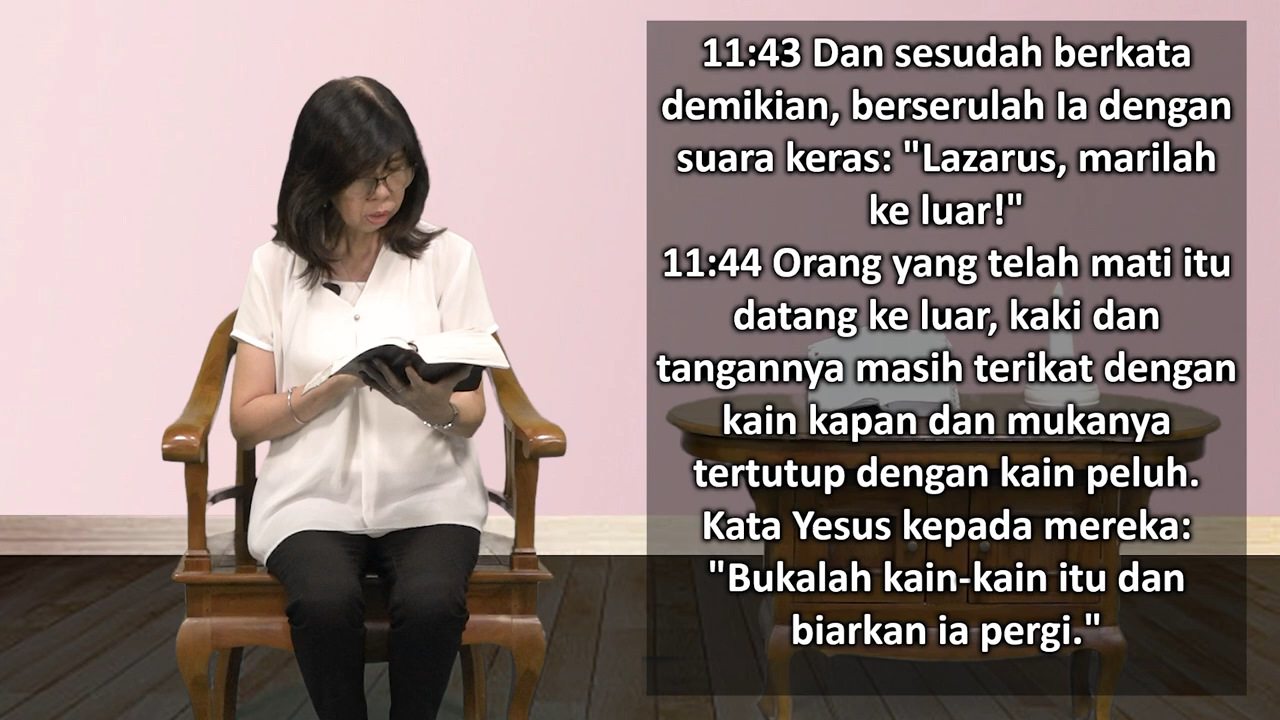 11:43 Dan sesudah berkata
demikian, berserulah Ia dengan
suara keras: "Lazarus, marilah
ke luar!"
11:44 Orang yang telah mati itu
datang ke luar, kaki dan
tangannya masih terikat dengan
kain kapan dan mukanya
tertutup dengan kain peluh.
Kata Yesus kepada mereka:
"Bukalah kain-kain itu dan
biarkan ia pergi."